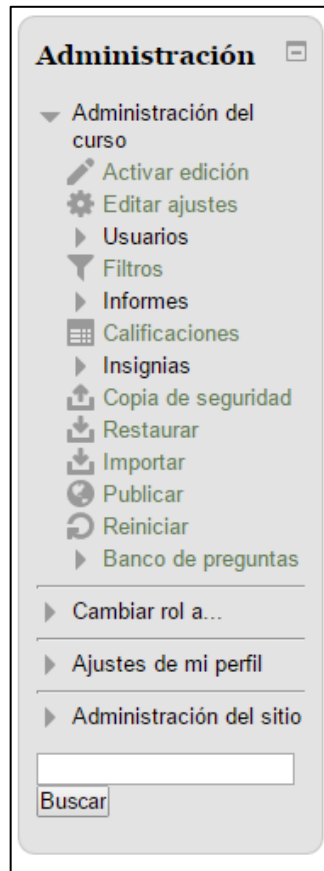 Administración
Administración del
curso
Activar edición
Editar ajustes
Usuarios
Filtros
Informes
Calificaciones
Insignias
Copia de seguridad
Restaurar
Importar
Publicar
Reiniciar
Banco de preguntas
Cambiar rol a...
Ajustes de mi perfil
Administración del sitio
Buscar